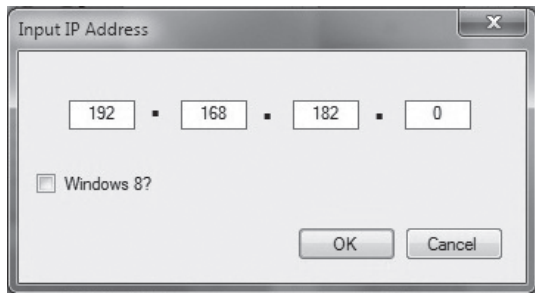 Input IP Address
192 . 168 . 182 . 0
Windows 8?
OK Cancel